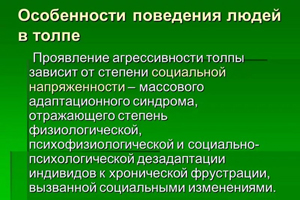 Особенности поведения людей
в толпе
Проявление агрессивности толпы
зависит от степени социальной
напряженности – массового
адаптационного синдрома,
отражающего степень
физиологической,
психофизиологической и социально-
психологической дезадаптации
индивидов к хронической фрустрации,
вызванной социальными изменениями.